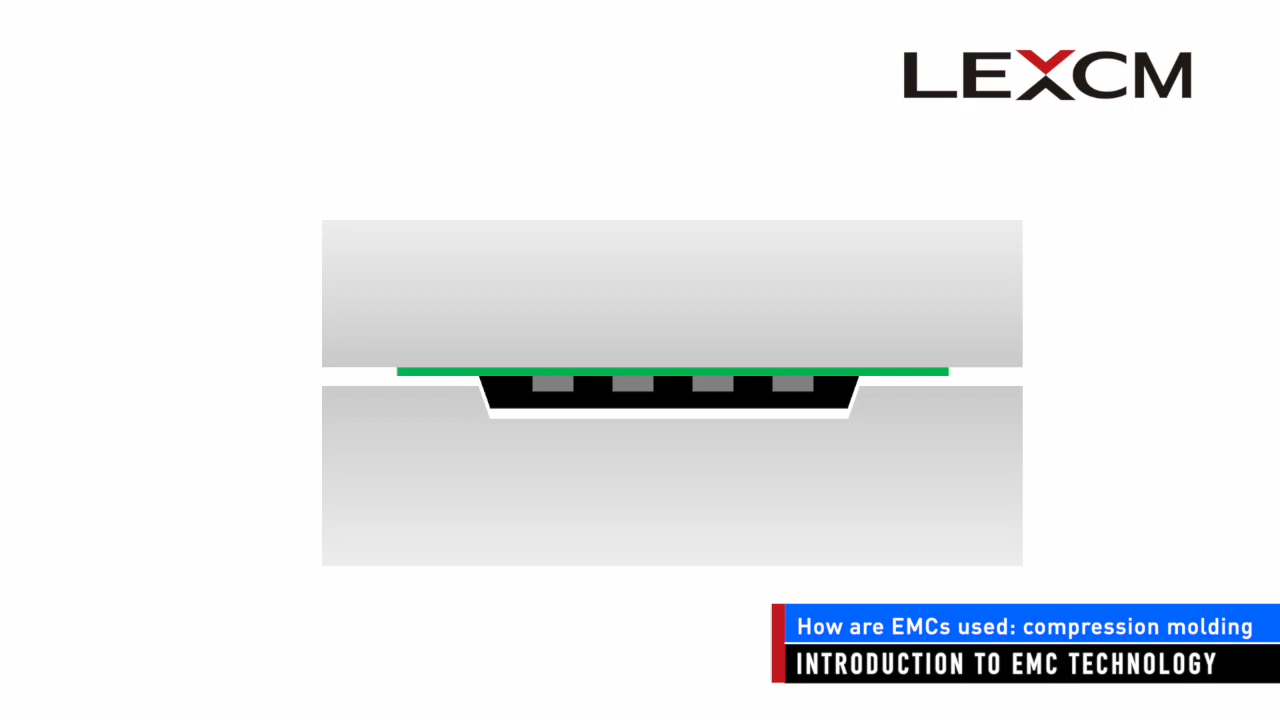 LEXCM
How are EMCs used: compression molding
INTRODUCTION TO EMC TECHNOLOGY